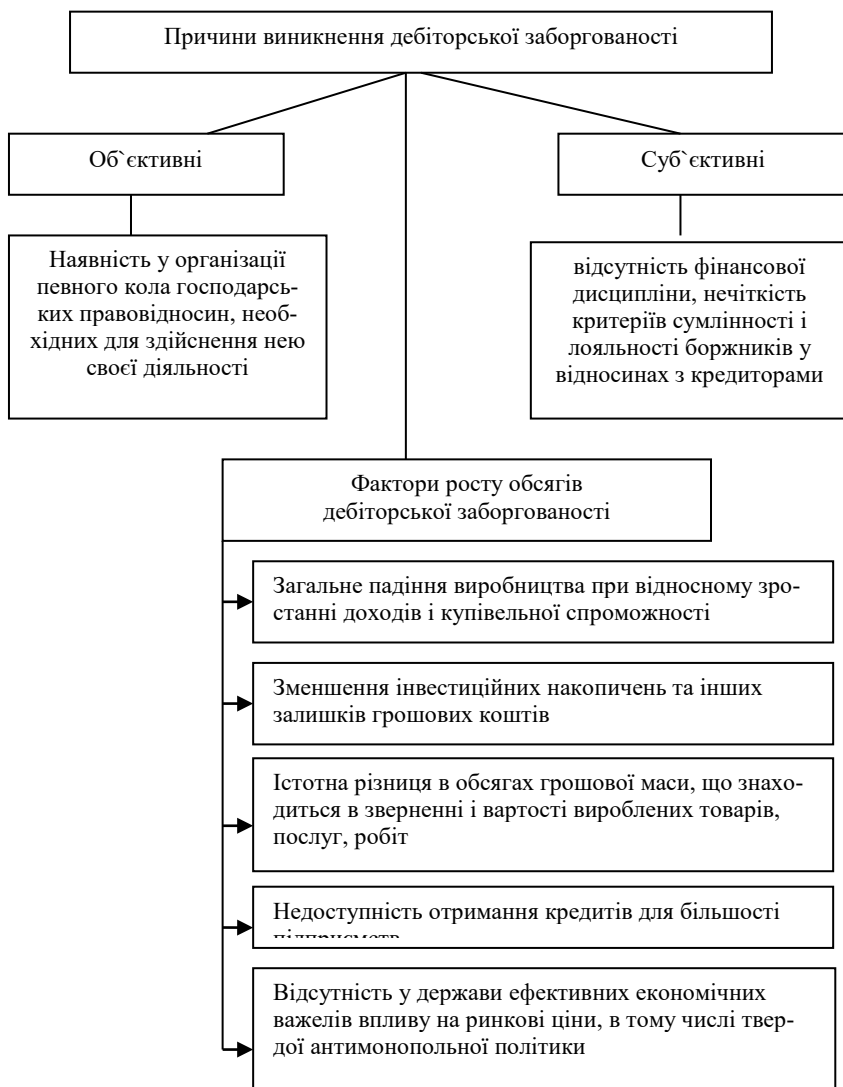 Причини виникнення дебіторської заборгованості
Об`єктивні
Суб`єктивні
Наявність у організації
певного кола господарсь-
ких правовідносин, необ-
хідних для здійснення нею
своєї діяльності
відсутність фінансової
дисципліни, нечіткість
критеріїв сумлінності і
лояльності боржників у
відносинах з кредиторами
Фактори росту обсягів
дебіторської заборгованості
Загальне падіння виробництва при відносному зро-
станні доходів і купівельної спроможності
Зменшення інвестиційних накопичень та інших
залишків грошових коштів
Істотна різниця в обсягах грошової маси, що знахо-
диться в зверненні і вартості вироблених товарів,
послуг, робіт
Недоступність отримання кредитів для більшості
підприємств
Відсутність у держави ефективних економічних
важелів впливу на ринкові ціни, в тому числі твер-
дої антимонопольної політики